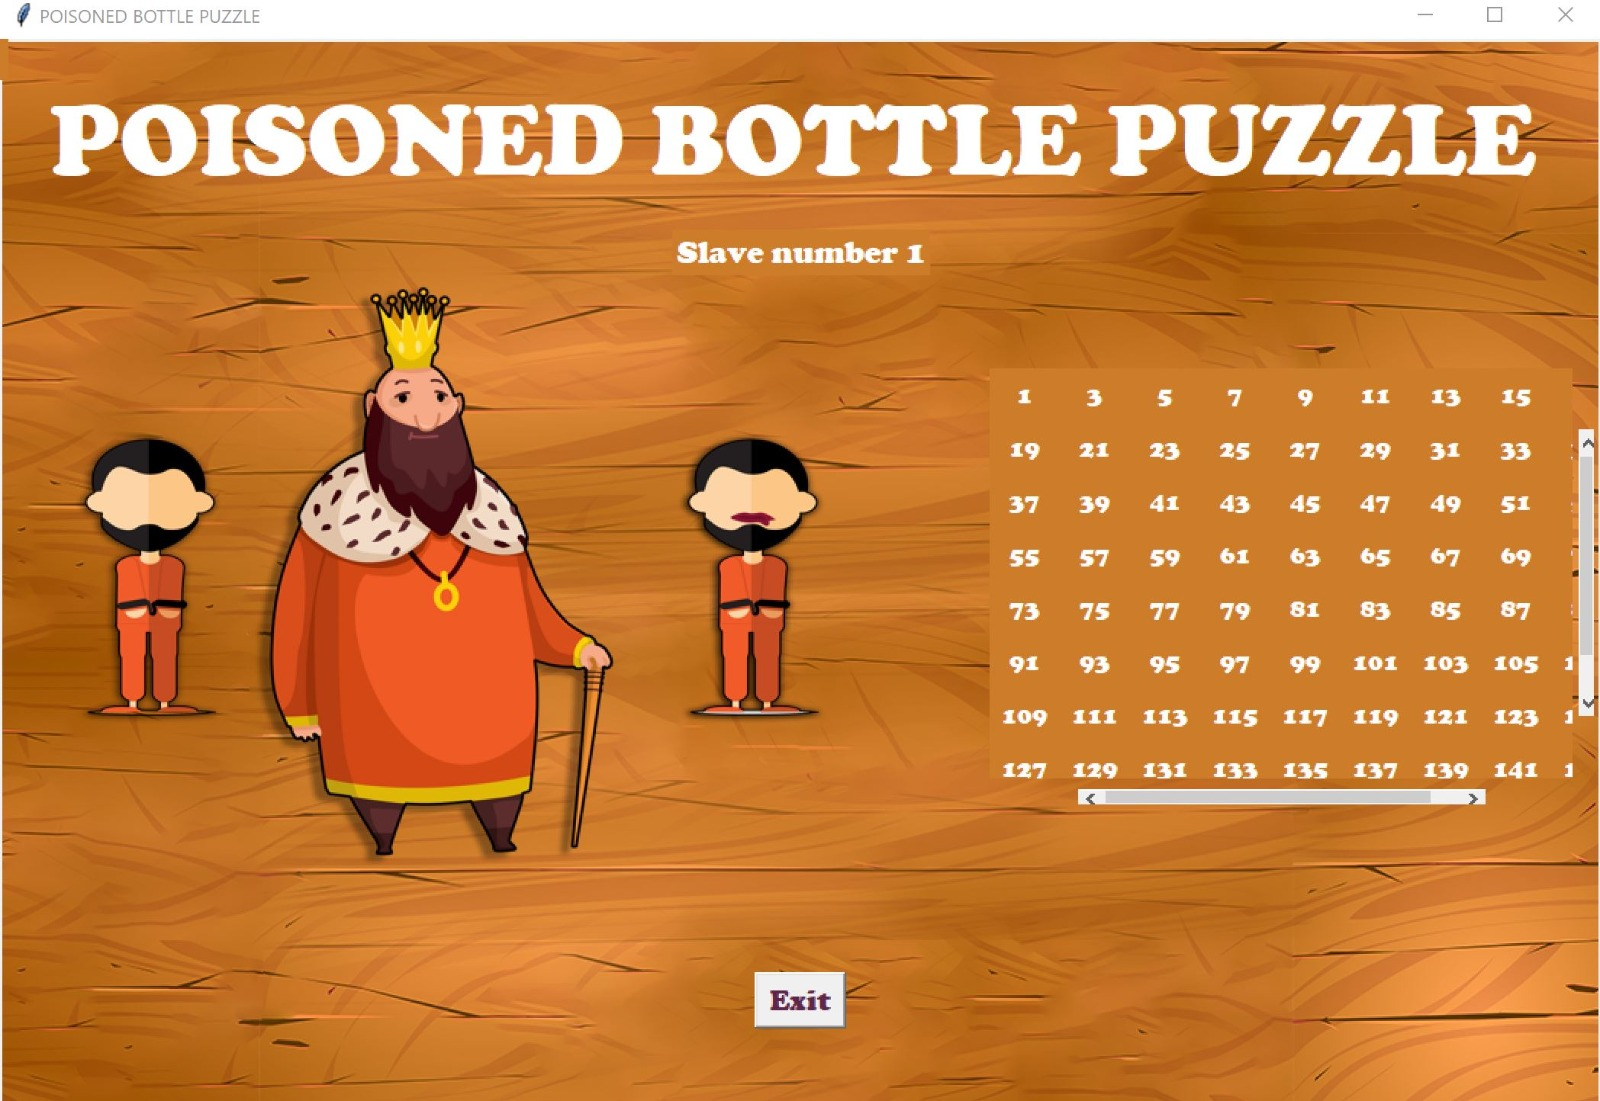 POISONED BOTTLE PUZZLE
POISONED BOTTLE PUZZLE
Slave number 1
1 3 5 7 9 11 13 15
19 21 23 25 27 29 31 33
37 39 41 43 45 47 49 51
55 57 59 61 63 65 67 69
73 75 77 79 81 83 85 87
91 93 95 97 99 101 103 105
109 111 113 115 117 119 121 123
127 129 131 133 135 137 139 141
Exit